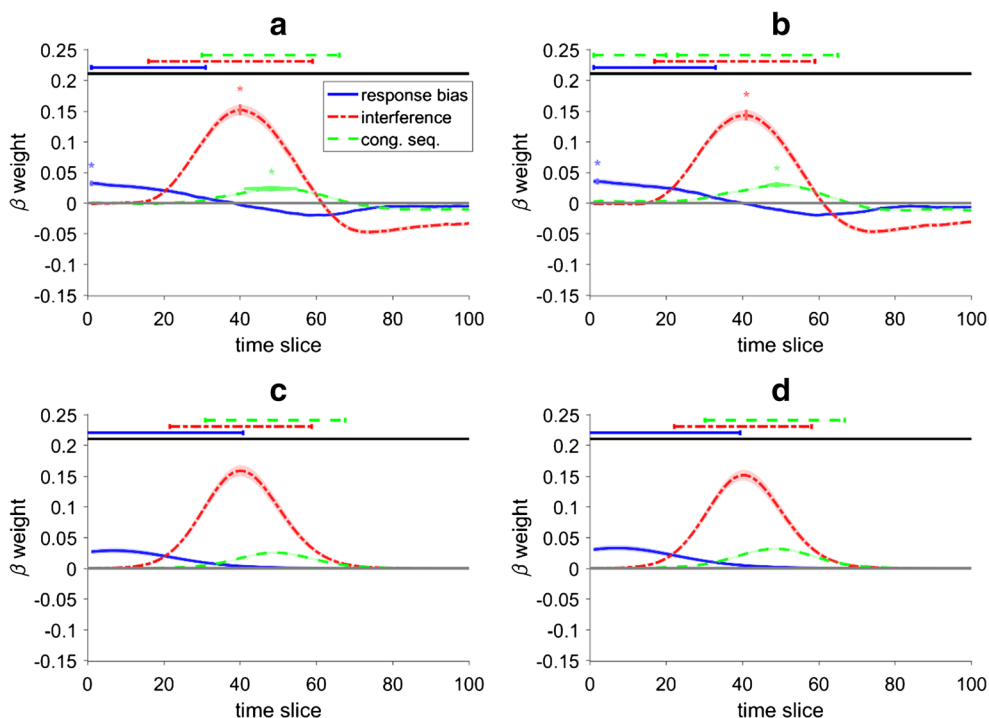 a
b
0.25
0.2
0.15
0.1
0.05
0
-0.05
-0.1
-0.15
β weight
*
*
*
response bias
interference
cong. seq.
0 20 40 60 80 100
time slice
0.25
0.2
0.15
0.1
0.05
0
-0.05
-0.1
-0.15
β weight
*
*
*
0 20 40 60 80 100
time slice
c
d
0.25
0.2
0.15
0.1
0.05
0
-0.05
-0.1
-0.15
β weight
0 20 40 60 80 100
time slice
0.25
0.2
0.15
0.1
0.05
0
-0.05
-0.1
-0.15
β weight
0 20 40 60 80 100
time slice